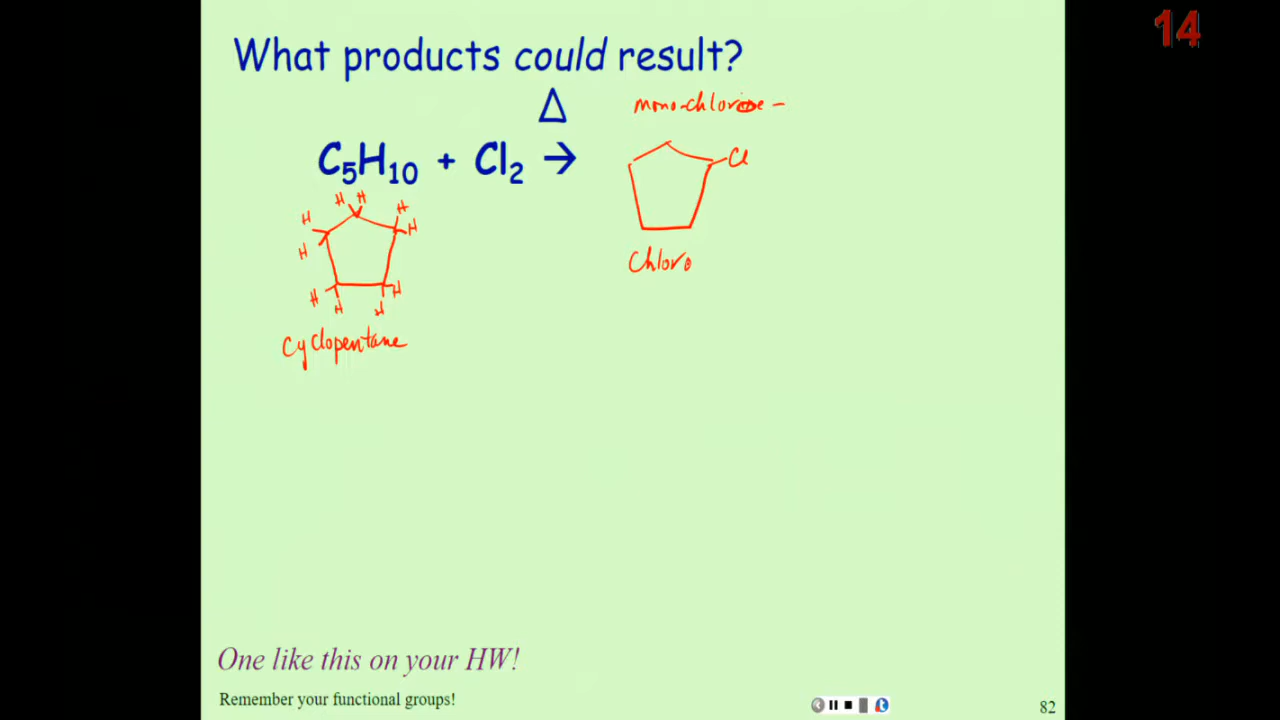 14
What products could result?
Δ
mono-chlorine -
C₅H₁₀ + Cl₂ →
Cl
H H H H H H
H H H H
Chloro
cyclopentane
One like this on your HW!
Remember your functional groups!
82